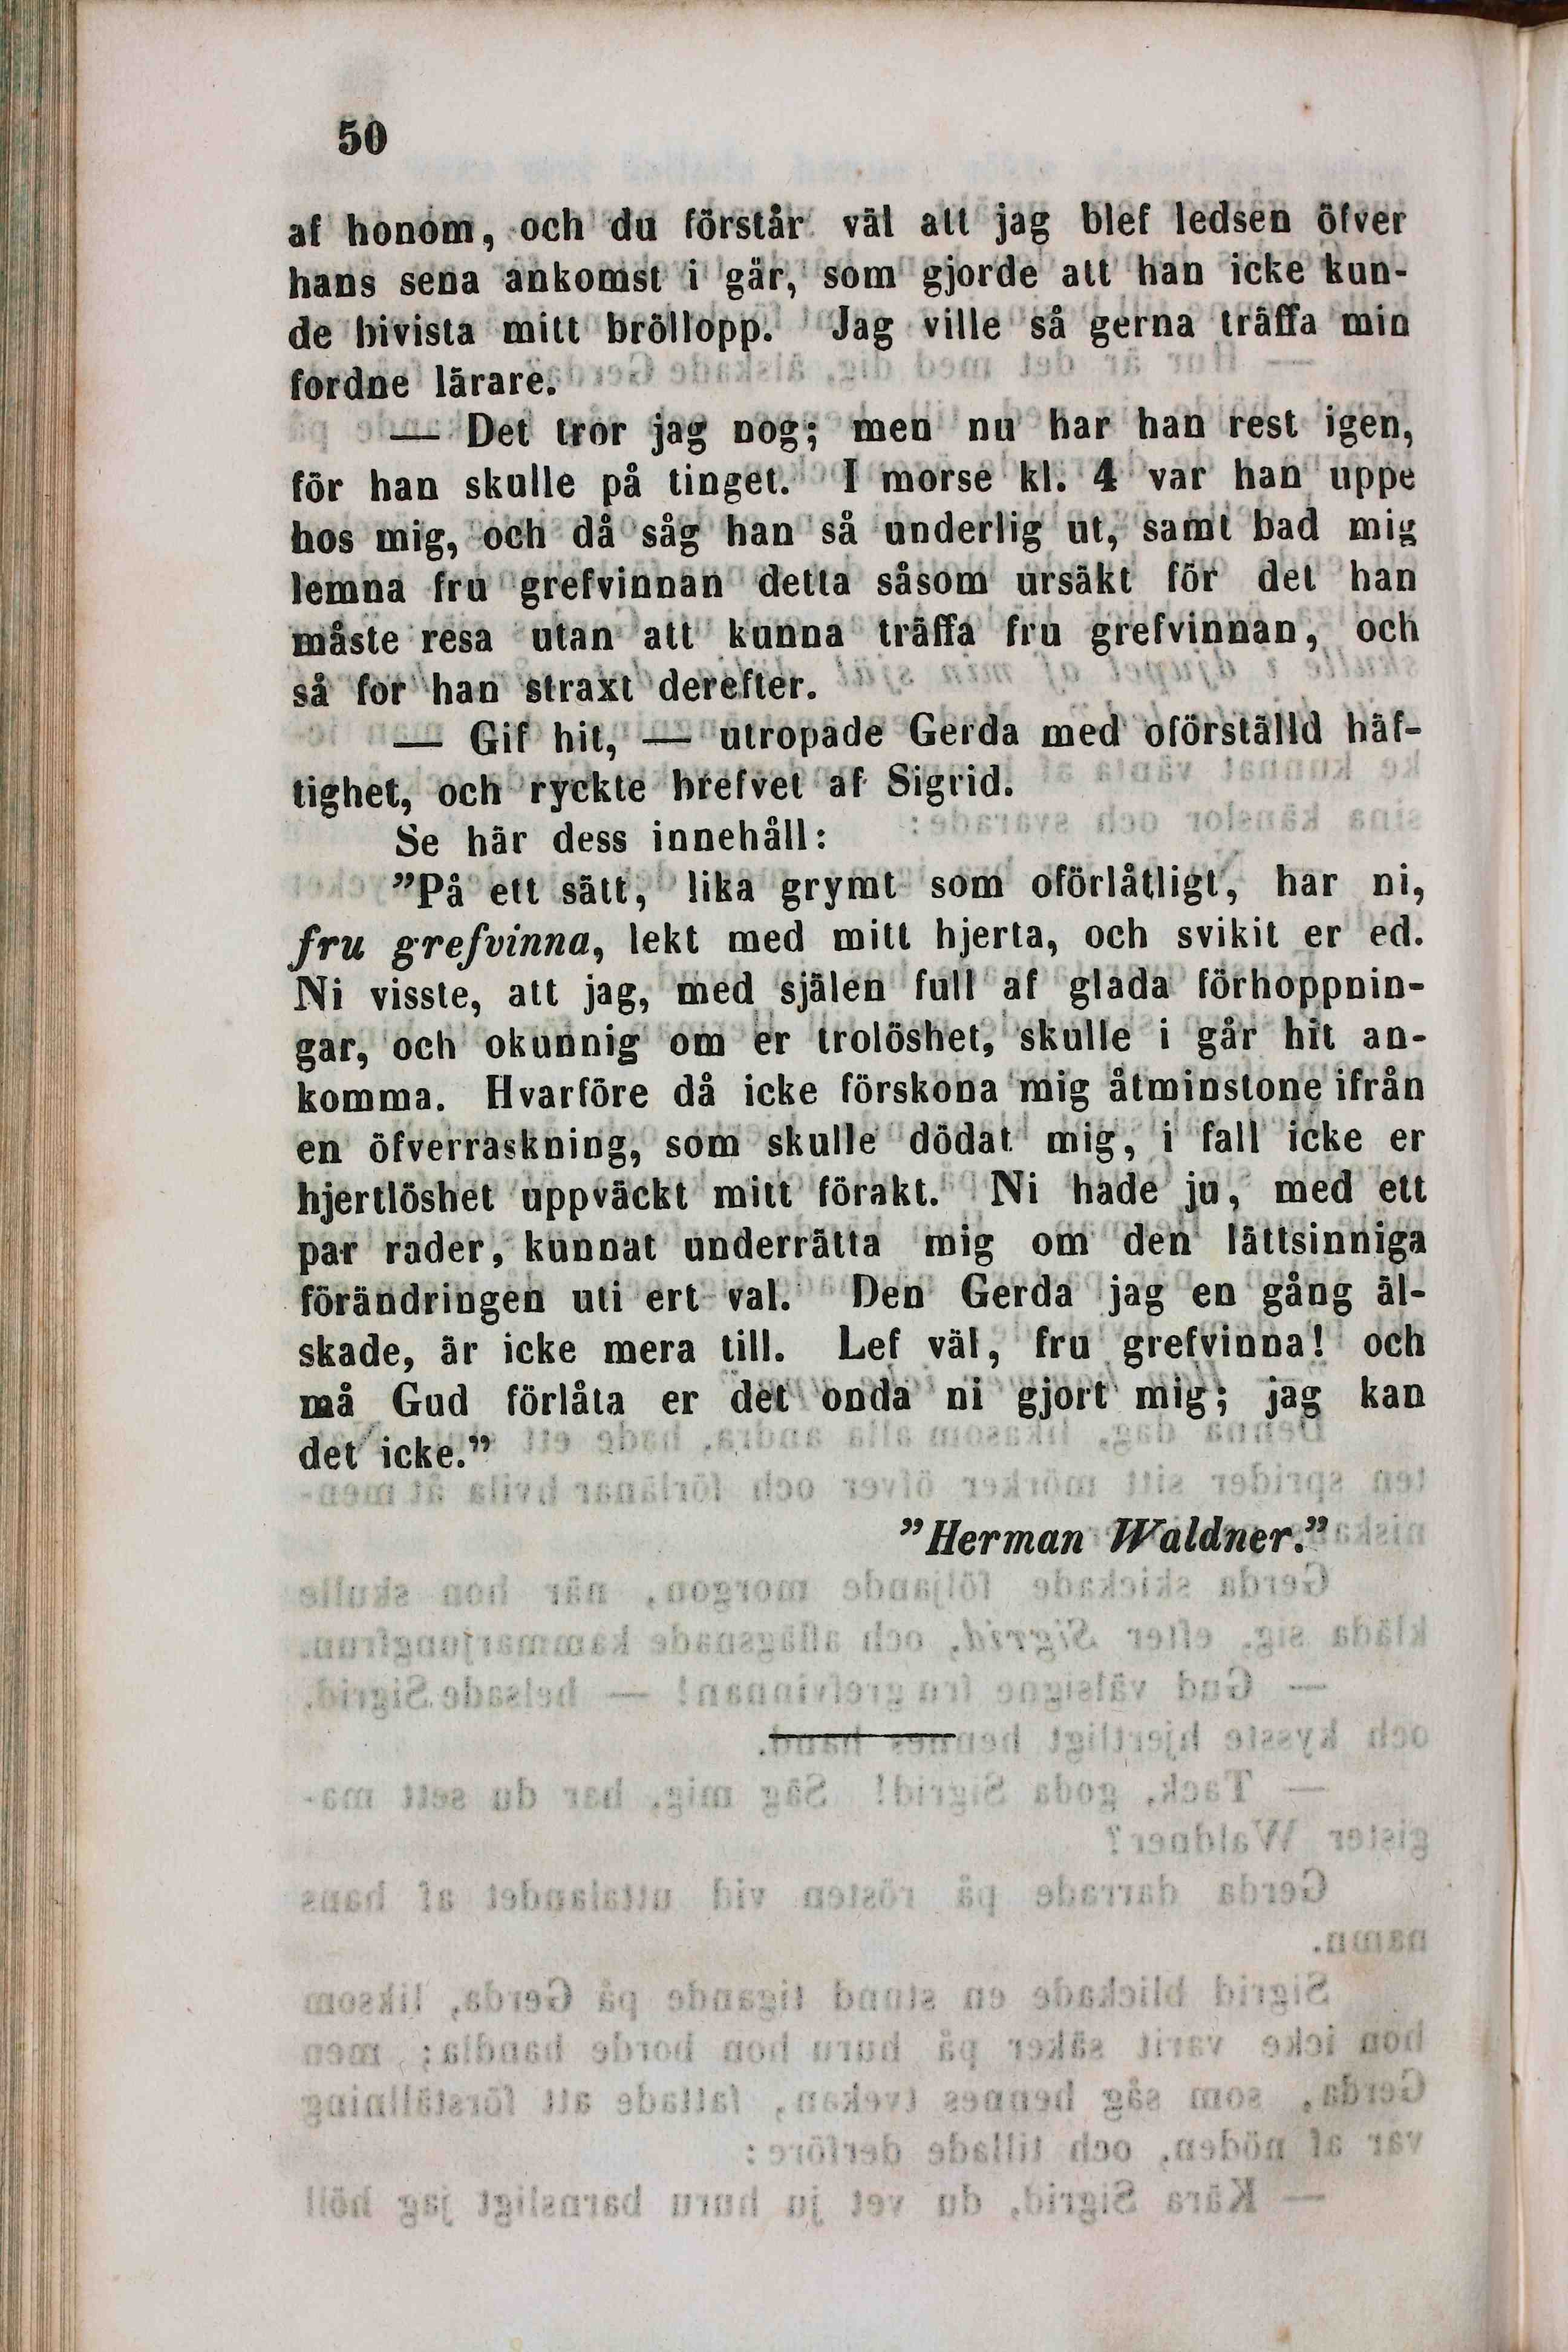 50
af honom, och du förstår väl att jag blef ledsen öfver
hans sena ankomst i går, som gjorde att han icke kun-
de bivista mitt bröllopp. Jag ville så gerna träffa min
fordne lärare.
— Det tror jag nog; men nu har han rest igen,
för han skulle på tinget. I morse kl. 4 var han uppe
hos mig, och då såg han så underlig ut, samt bad mig
lemna fru grefvinnan detta såsom ursäkt för det han
måste resa utan att kunna träffa fru grefvinnan, och
så for han straxt derefter.
— Gif hit, — utropade Gerda med oförställd häf-
tighet, och ryckte brefvet af Sigrid.
Se här dess innehåll:
”På ett sätt, lika grymt som oförlåtligt, har ni,
fru grefvinna, lekt med mitt hjerta, och svikit er ed.
Ni visste, att jag, med själen full af glada förhoppnin-
gar, och okunnig om er trolöshet, skulle i går hit an-
komma. Hvarföre då icke förskona mig åtminstone ifrån
en öfverraskning, som skulle dödat mig, i fall icke er
hjertlöshet uppväckt mitt förakt. Ni hade ju, med ett
par rader, kunnat underrätta mig om den lättsinniga
förändringen uti ert val. Den Gerda jag en gång äl-
skade, är icke mera till. Lef väl, fru grefvinna! och
må Gud förlåta er det onda ni gjort mig; jag kan
det icke.”
”Herman Waldner.”